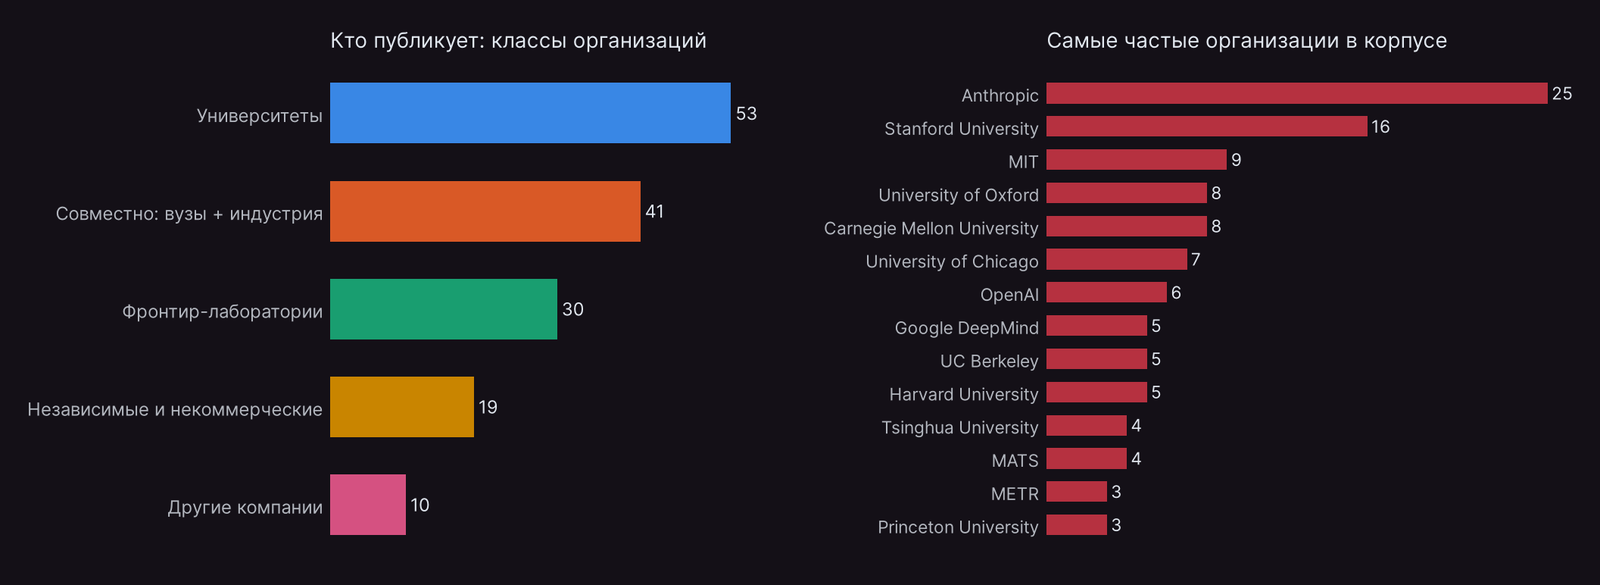 Кто публикует: классы организаций
Университеты 53
Совместно: вузы + индустрия 41
Фронтир-лаборатории 30
Независимые и некоммерческие 19
Другие компании 10
Самые частые организации в корпусе
Anthropic 25
Stanford University 16
MIT 9
University of Oxford 8
Carnegie Mellon University 8
University of Chicago 7
OpenAI 6
Google DeepMind 5
UC Berkeley 5
Harvard University 5
Tsinghua University 4
MATS 4
METR 3
Princeton University 3